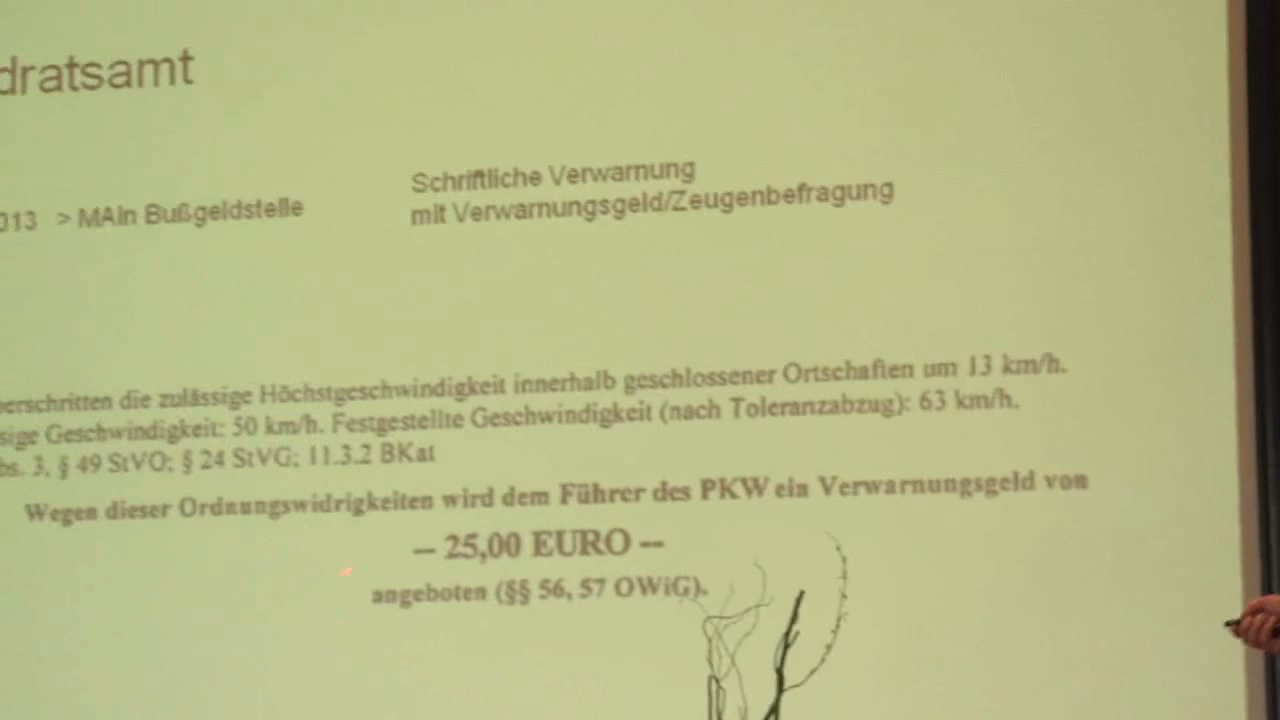 dratsamt
013 > MAIn Bußgeldstelle
Schriftliche Verwarnung
mit Verwarnungsgeld/Zeugenbefragung
erschritten die zulässige Höchstgeschwindigkeit innerhalb geschlossener Ortschaften um 13 km/h.
sige Geschwindigkeit: 50 km/h. Festgestellte Geschwindigkeit (nach Toleranzabzug): 63 km/h.
bs. 3, § 49 StVO; § 24 StVG; 11.3.2 BKat
Wegen dieser Ordnungswidrigkeiten wird dem Führer des PKW ein Verwarnungsgeld von
-- 25,00 EURO --
angeboten (§§ 56, 57 OWiG).